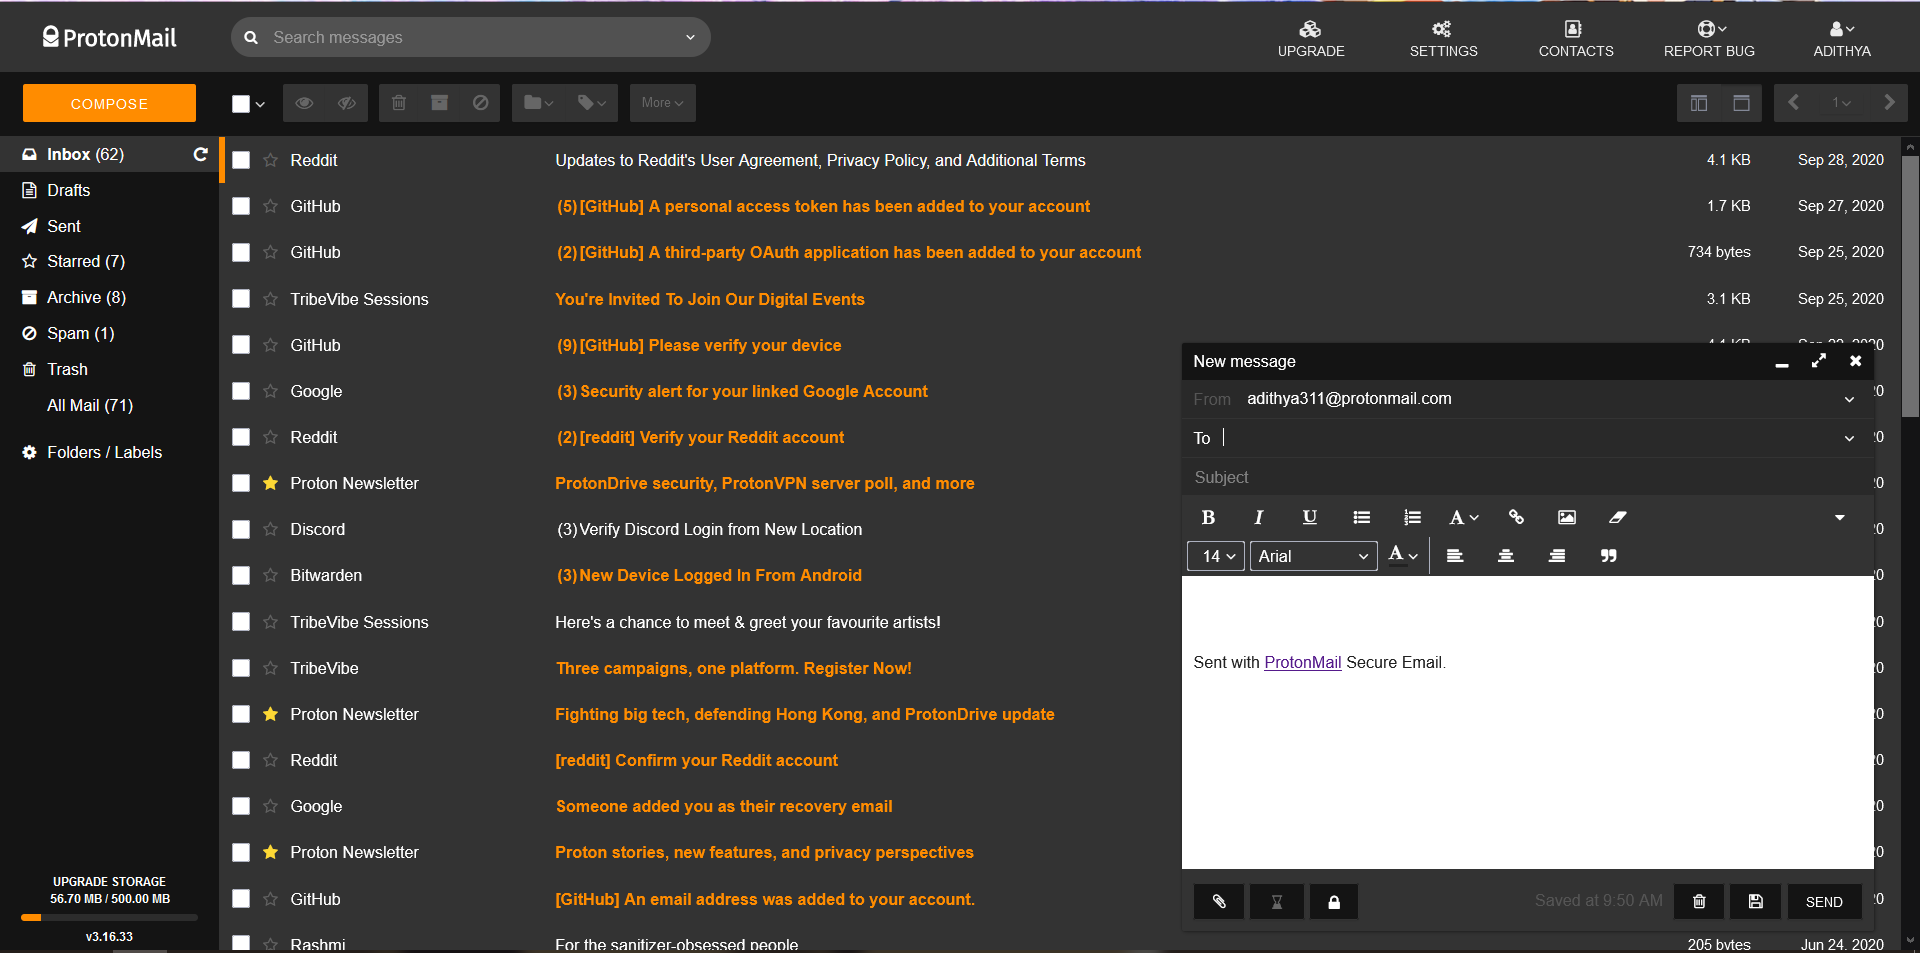 ProtonMail
Search messages
UPGRADE
SETTINGS
CONTACTS
REPORT BUG
ADITHYA
COMPOSE
More
1
Inbox (62)
Drafts
Sent
Starred (7)
Archive (8)
Spam (1)
Trash
All Mail (71)
Folders / Labels
UPGRADE STORAGE
56.70 MB / 500.00 MB
v3.16.33
Reddit Updates to Reddit's User Agreement, Privacy Policy, and Additional Terms 4.1 KB Sep 28, 2020
GitHub (5) [GitHub] A personal access token has been added to your account 1.7 KB Sep 27, 2020
GitHub (2) [GitHub] A third-party OAuth application has been added to your account 734 bytes Sep 25, 2020
TribeVibe Sessions You're Invited To Join Our Digital Events 3.1 KB Sep 25, 2020
GitHub (9) [GitHub] Please verify your device
Google (3) Security alert for your linked Google Account
Reddit (2) [reddit] Verify your Reddit account
Proton Newsletter ProtonDrive security, ProtonVPN server poll, and more
Discord (3) Verify Discord Login from New Location
Bitwarden (3) New Device Logged In From Android
TribeVibe Sessions Here's a chance to meet & greet your favourite artists!
TribeVibe Three campaigns, one platform. Register Now!
Proton Newsletter Fighting big tech, defending Hong Kong, and ProtonDrive update
Reddit [reddit] Confirm your Reddit account
Google Someone added you as their recovery email
Proton Newsletter Proton stories, new features, and privacy perspectives
GitHub [GitHub] An email address was added to your account.
Rashmi For the sanitizer-obsessed people 205 bytes Jun 24, 2020
New message
From adithya311@protonmail.com
To
Subject
B I U A
14 Arial A
Sent with ProtonMail Secure Email.
Saved at 9:50 AM
SEND